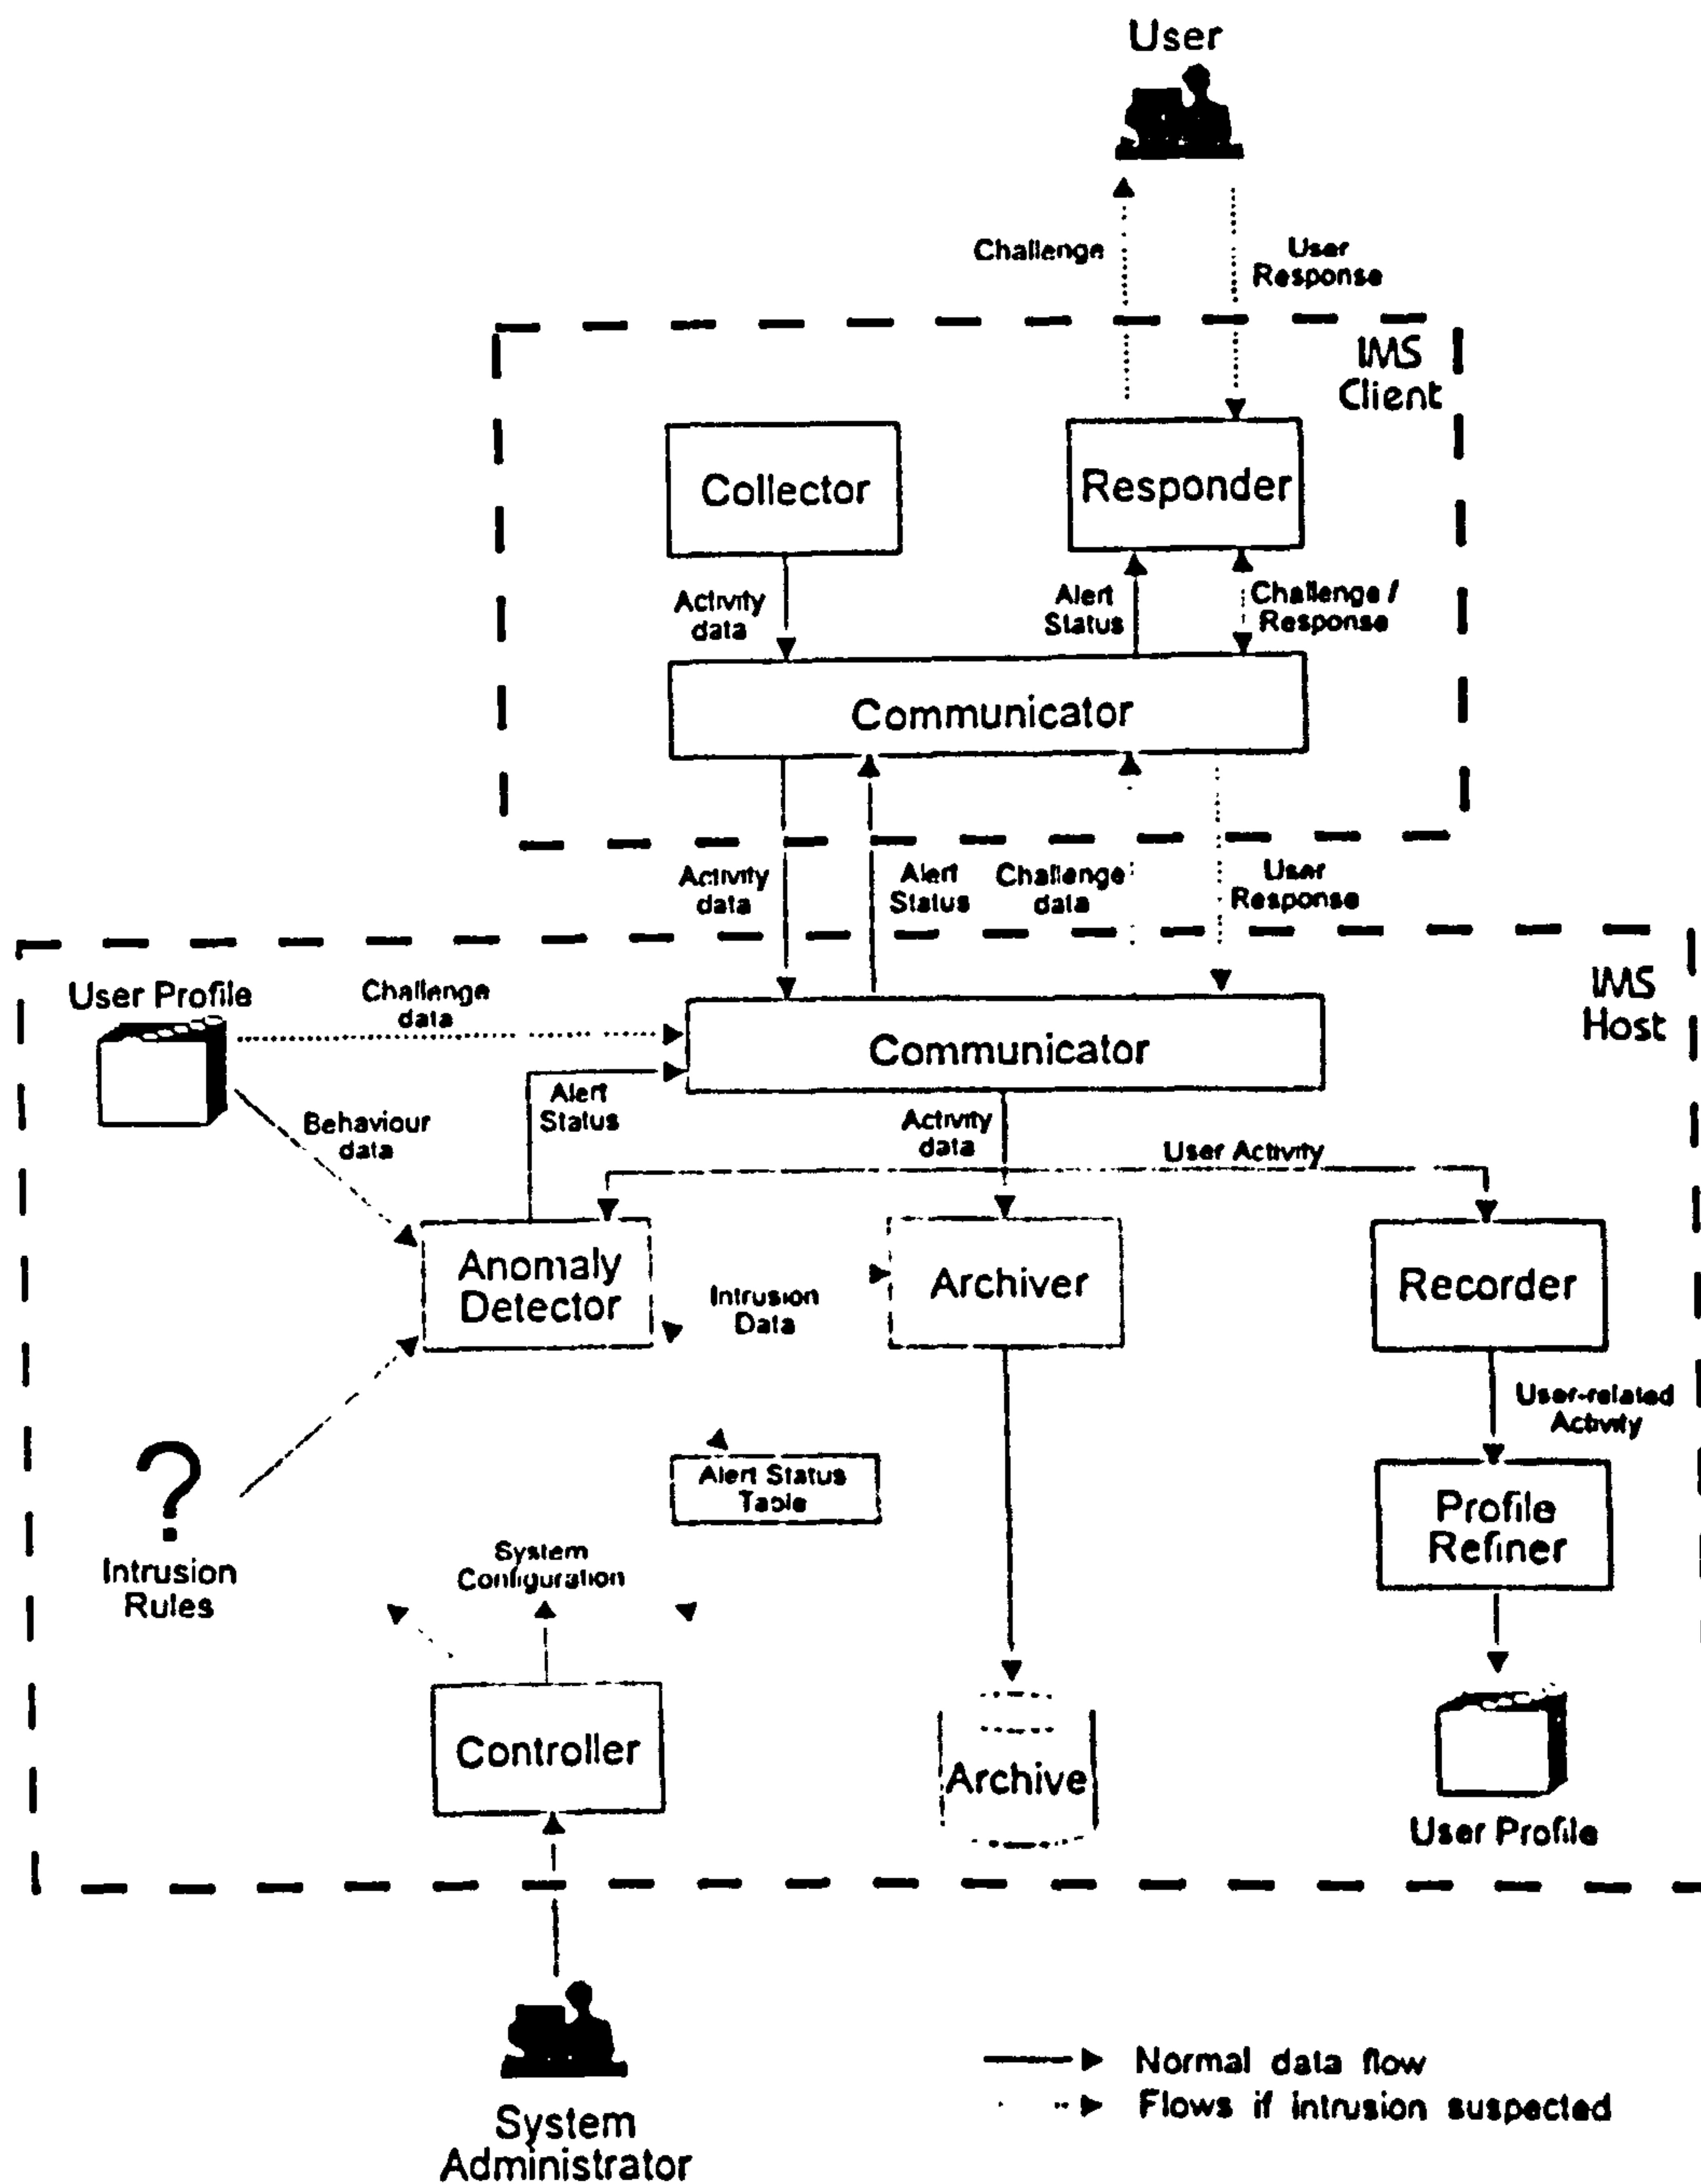 User
Challenge
User
Response
IMS
Client
Collector
Responder
Activity
data
Alert
Status
Challenge /
Response
Communicator
Activity
data
Alert
Status
Challenge
data
User
Response
IMS
Host
User Profile
Challenge
data
Communicator
Alert
Status
Behaviour
data
Activity
data
User Activity
Anomaly
Detector
Intrusion
Data
Archiver
Recorder
User-related
Activity
?
Intrusion
Rules
Alert Status
Table
Profile
Refiner
System
Configuration
Controller
Archive
User Profile
System
Administrator
Normal data flow
Flows if intrusion suspected